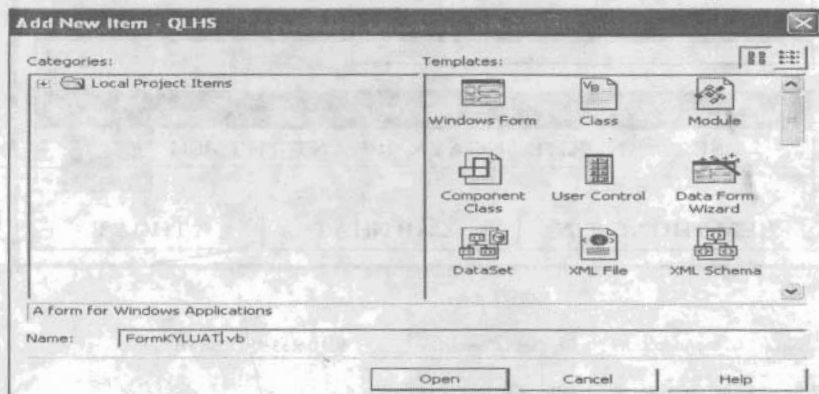 Add New Item - QLHS
Categories:
Templates:
Local Project Items
Windows Form
Class
Module
Component Class
User Control
Data Form Wizard
DataSet
XML File
XML Schema
A form for Windows Applications
Name:
FormKYLUAT.vb
Open
Cancel
Help